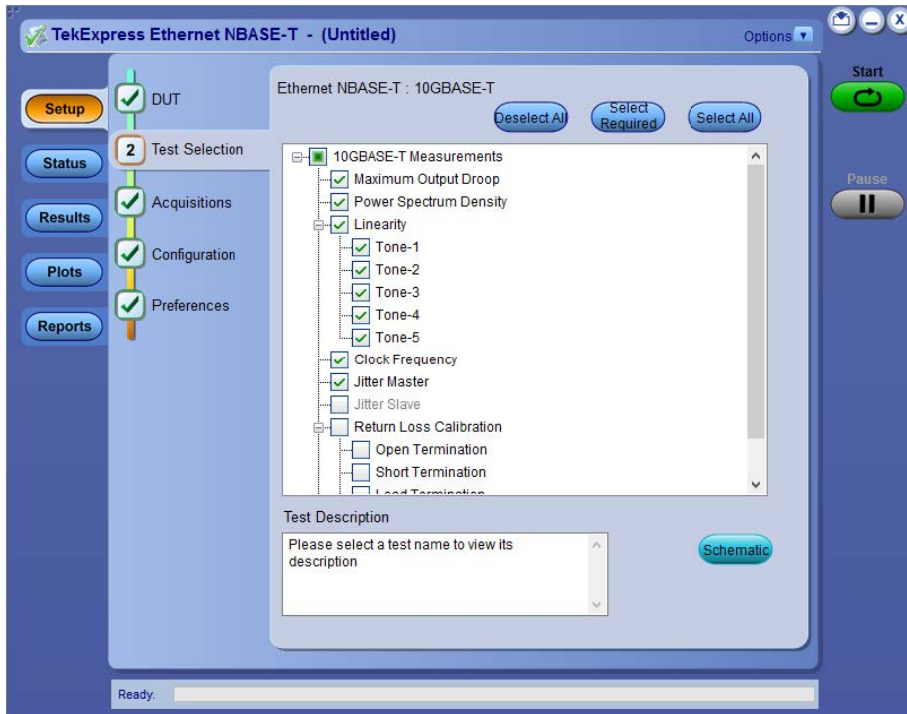 TekExpress Ethernet NBASE-T - (Untitled)
Options
Start
Pause
Setup
Status
Results
Plots
Reports
DUT
2 Test Selection
Acquisitions
Configuration
Preferences
Ethernet NBASE-T : 10GBASE-T
Deselect All
Select Required
Select All
10GBASE-T Measurements
Maximum Output Droop
Power Spectrum Density
Linearity
Tone-1
Tone-2
Tone-3
Tone-4
Tone-5
Clock Frequency
Jitter Master
Jitter Slave
Return Loss Calibration
Open Termination
Short Termination
Load Termination
Test Description
Please select a test name to view its
description
Schematic
Ready.